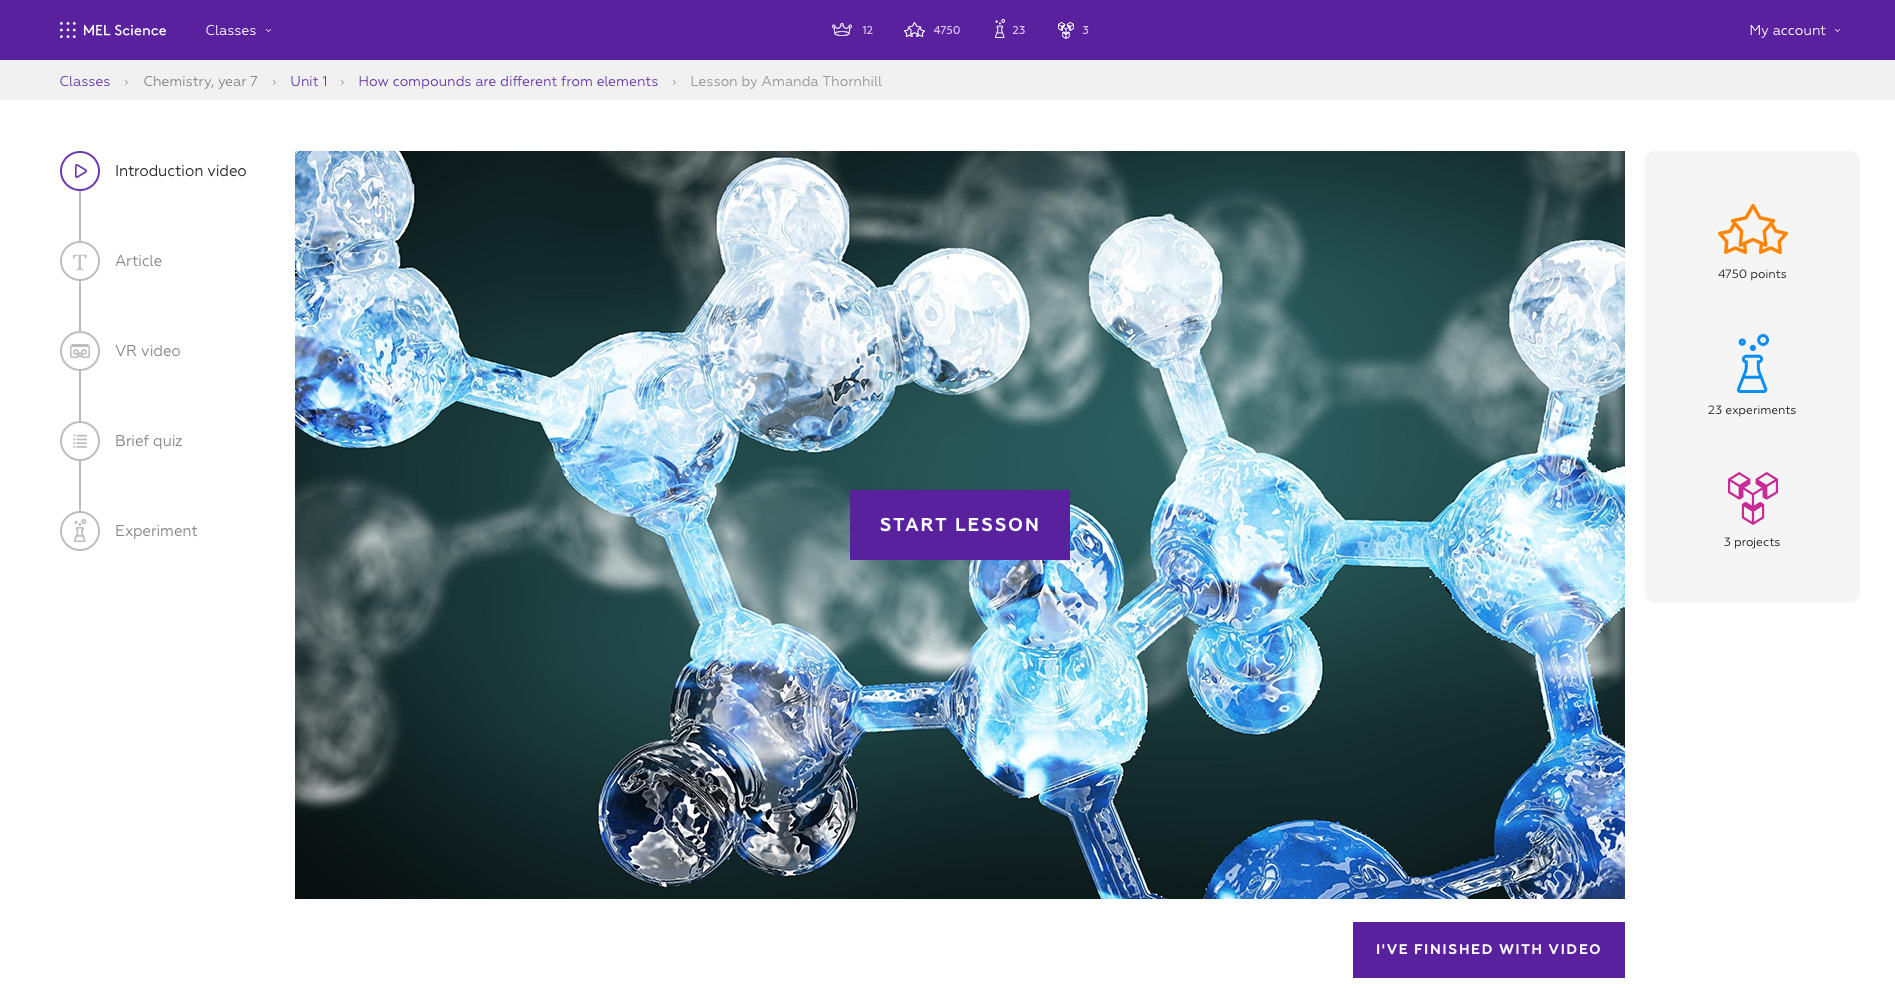 MEL Science
Classes
12
4750
23
3
My account
Classes › Chemistry, year 7 › Unit 1 › How compounds are different from elements › Lesson by Amanda Thornhill
Introduction video
T
Article
VR video
Brief quiz
Experiment
START LESSON
4750 points
23 experiments
3 projects
I'VE FINISHED WITH VIDEO